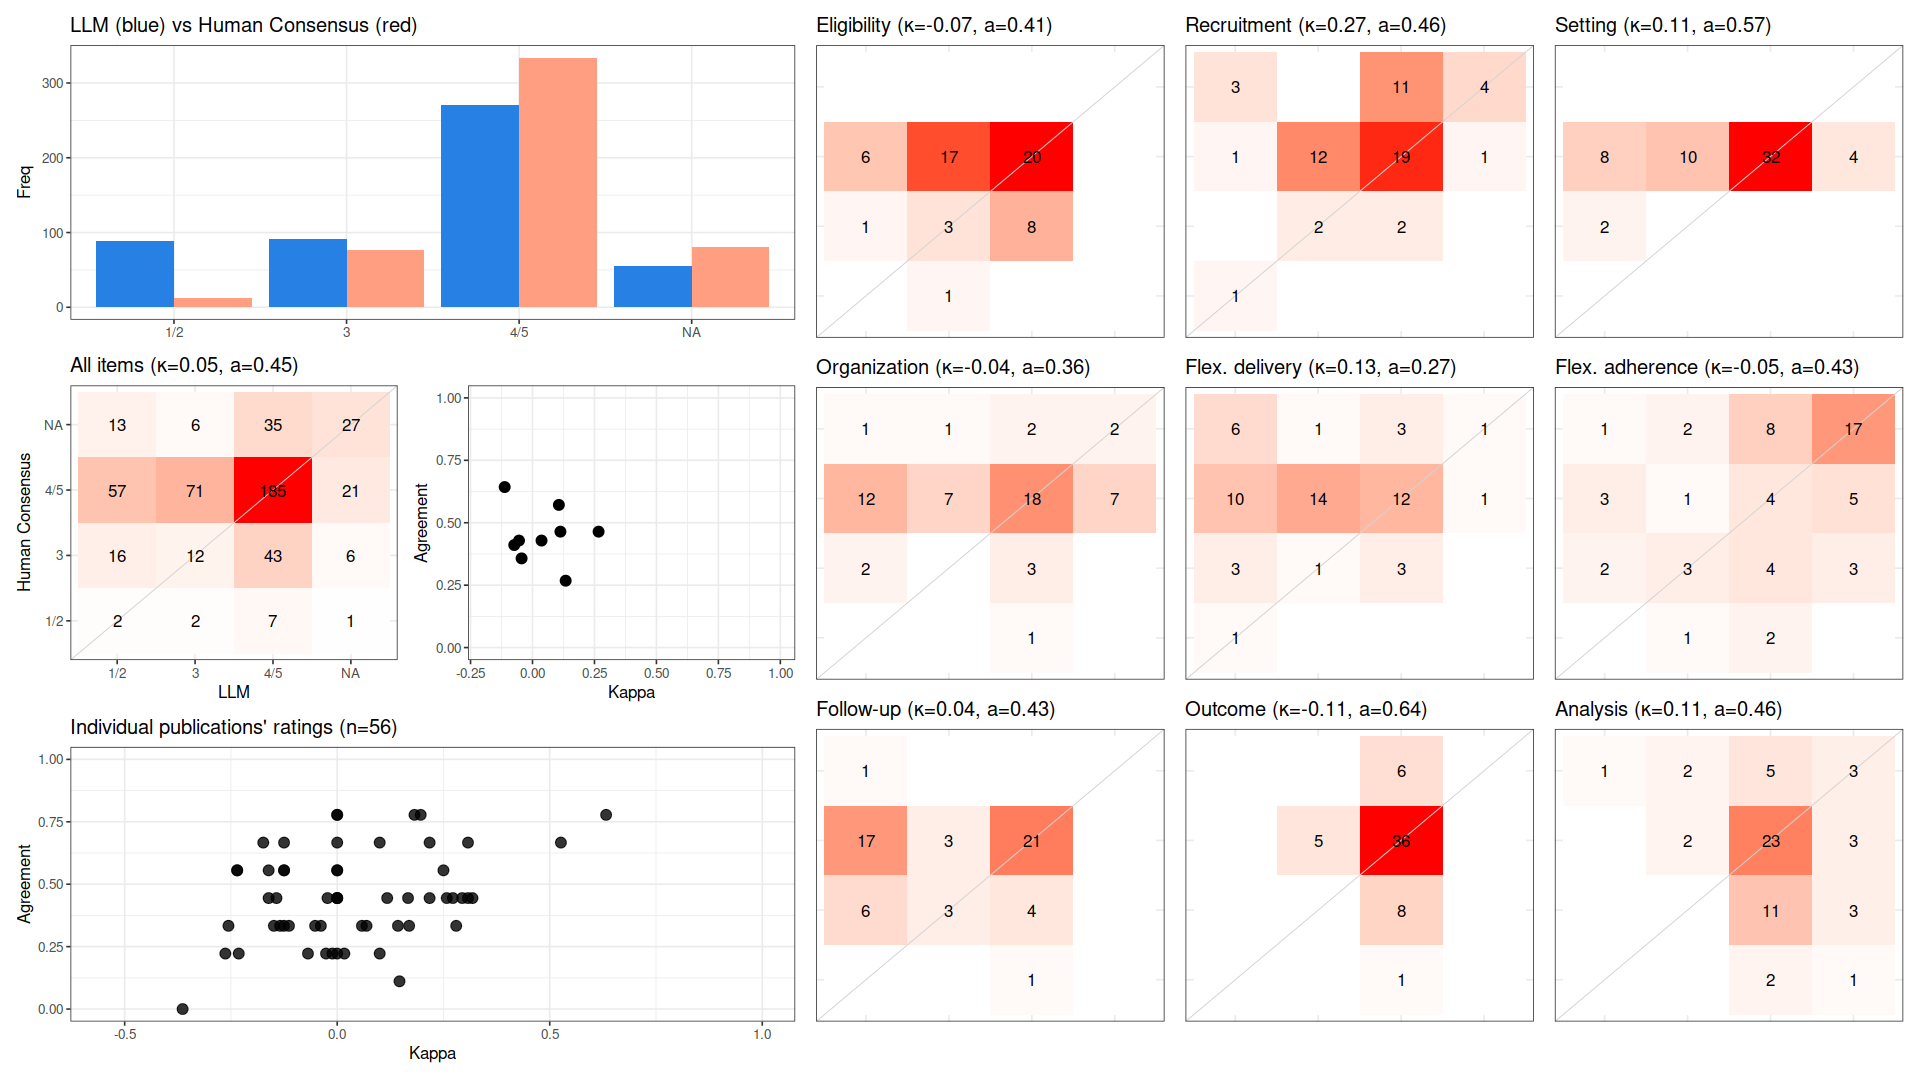 LLM (blue) vs Human Consensus (red)
Freq
300
200
100
0
1/2 3 4/5 NA
All items (κ=0.05, a=0.45)
Human Consensus
NA 13 6 35 27
4/5 57 71 185 21
3 16 12 43 6
1/2 2 2 7 1
1/2 3 4/5 NA
LLM
Agreement
1.00
0.75
0.50
0.25
0.00
-0.25 0.00 0.25 0.50 0.75 1.00
Kappa
Individual publications' ratings (n=56)
Agreement
1.00
0.75
0.50
0.25
0.00
-0.5 0.0 0.5 1.0
Kappa
Eligibility (κ=-0.07, a=0.41)
6 17 20
1 3 8
1
Recruitment (κ=0.27, a=0.46)
3 11 4
1 12 19 1
2 2
1
Setting (κ=0.11, a=0.57)
8 10 32 4
2
Organization (κ=-0.04, a=0.36)
1 1 2 2
12 7 18 7
2 3
1
Flex. delivery (κ=0.13, a=0.27)
6 1 3 1
10 14 12 1
3 1 3
1
Flex. adherence (κ=-0.05, a=0.43)
1 2 8 17
3 1 4 5
2 3 4 3
1 2
Follow-up (κ=0.04, a=0.43)
1
17 3 21
6 3 4
1
Outcome (κ=-0.11, a=0.64)
6
5 36
8
1
Analysis (κ=0.11, a=0.46)
1 2 5 3
2 23 3
11 3
2 1